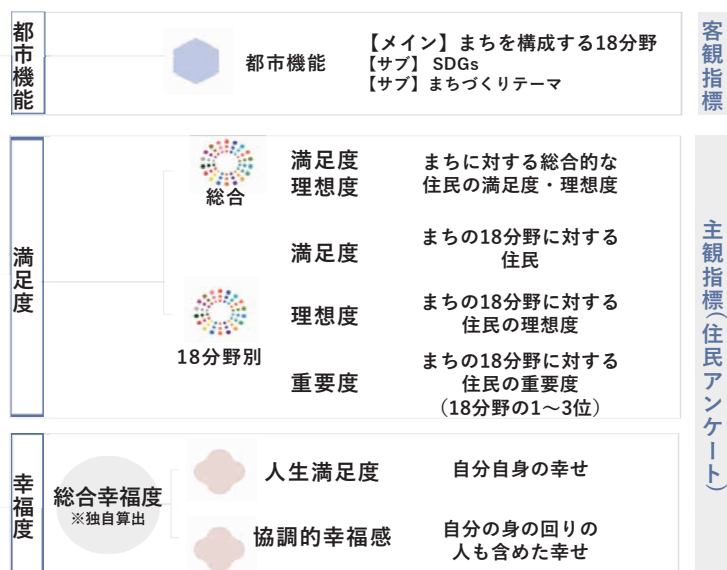 都市機能
都市機能
【メイン】まちを構成する18分野
【サブ】 SDGs
【サブ】まちづくりテーマ
客観指標
満足度
総合
満足度
理想度
まちに対する総合的な
住民の満足度・理想度
18分野別
満足度
まちの18分野に対する
住民
理想度
まちの18分野に対する
住民の理想度
重要度
まちの18分野に対する
住民の重要度
（18分野の1～3位）
主観指標（住民アンケート）
幸福度
総合幸福度
※独自算出
人生満足度
自分自身の幸せ
協調的幸福感
自分の身の回りの
人も含めた幸せ